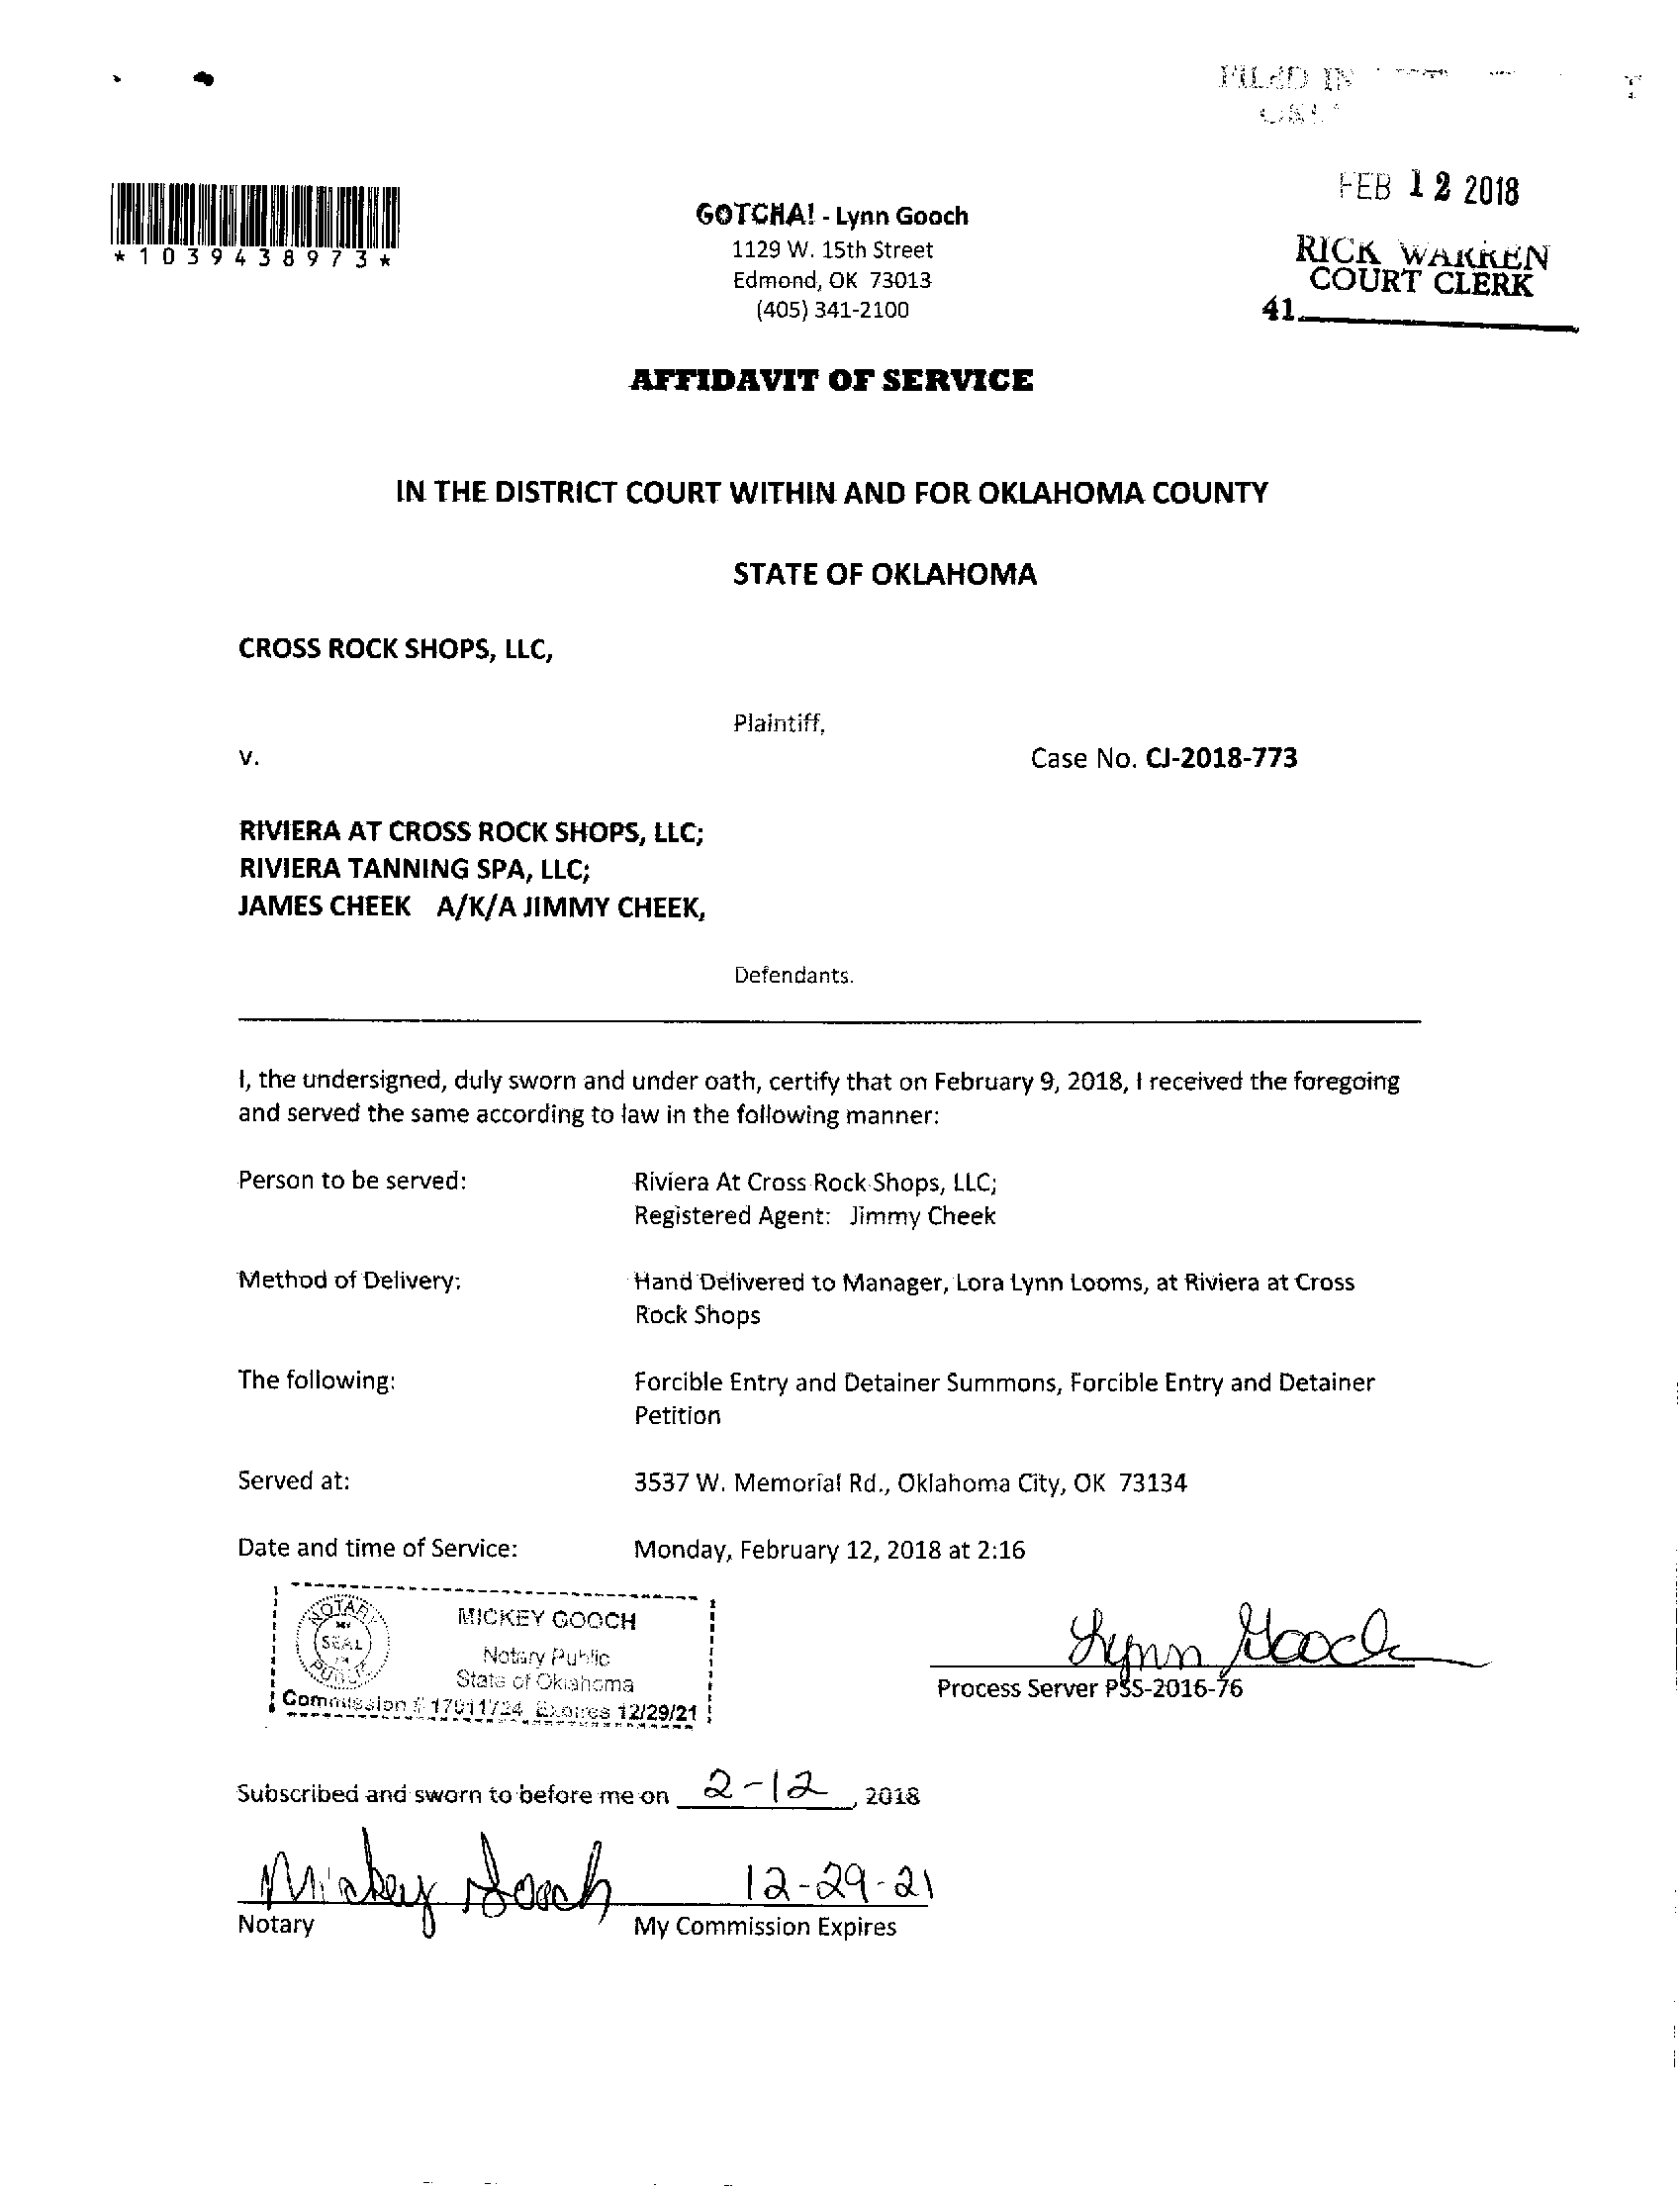 FILED IN
FEB 12 2018
RICK WARREN
COURT CLERK
41
*1039438973*
GOTCHA! - Lynn Gooch
1129 W. 15th Street
Edmond, OK 73013
(405) 341-2100
AFFIDAVIT OF SERVICE
IN THE DISTRICT COURT WITHIN AND FOR OKLAHOMA COUNTY
STATE OF OKLAHOMA
CROSS ROCK SHOPS, LLC,
Plaintiff,
v. Case No. CJ-2018-773
RIVIERA AT CROSS ROCK SHOPS, LLC;
RIVIERA TANNING SPA, LLC;
JAMES CHEEK A/K/A JIMMY CHEEK,
Defendants.
I, the undersigned, duly sworn and under oath, certify that on February 9, 2018, I received the foregoing
and served the same according to law in the following manner:
Person to be served: Riviera At Cross Rock Shops, LLC;
Registered Agent: Jimmy Cheek
Method of Delivery: Hand Delivered to Manager, Lora Lynn Looms, at Riviera at Cross
Rock Shops
The following: Forcible Entry and Detainer Summons, Forcible Entry and Detainer
Petition
Served at: 3537 W. Memorial Rd., Oklahoma City, OK 73134
Date and time of Service: Monday, February 12, 2018 at 2:16
NOTARY
SEAL
PUBLIC
MICKEY GOOCH
Notary Public
State of Oklahoma
Commission # 17011724 Expires 12/29/21
Lynn Gooch
Process Server PSS-2016-76
Subscribed and sworn to before me on 2-12, 2018
Mickey Gooch 12-29-21
Notary My Commission Expires